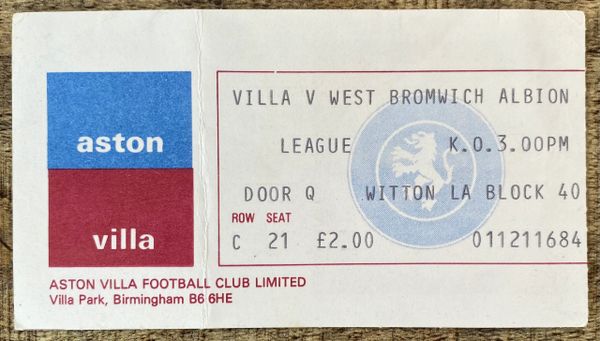 aston
villa
VILLA V WEST BROMWICH ALBION
LEAGUE K.O.3.00PM
DOOR Q WITTON LA BLOCK 40
ROW SEAT
C 21 £2.00 011211684
ASTON VILLA FOOTBALL CLUB LIMITED
Villa Park, Birmingham B6 6HE